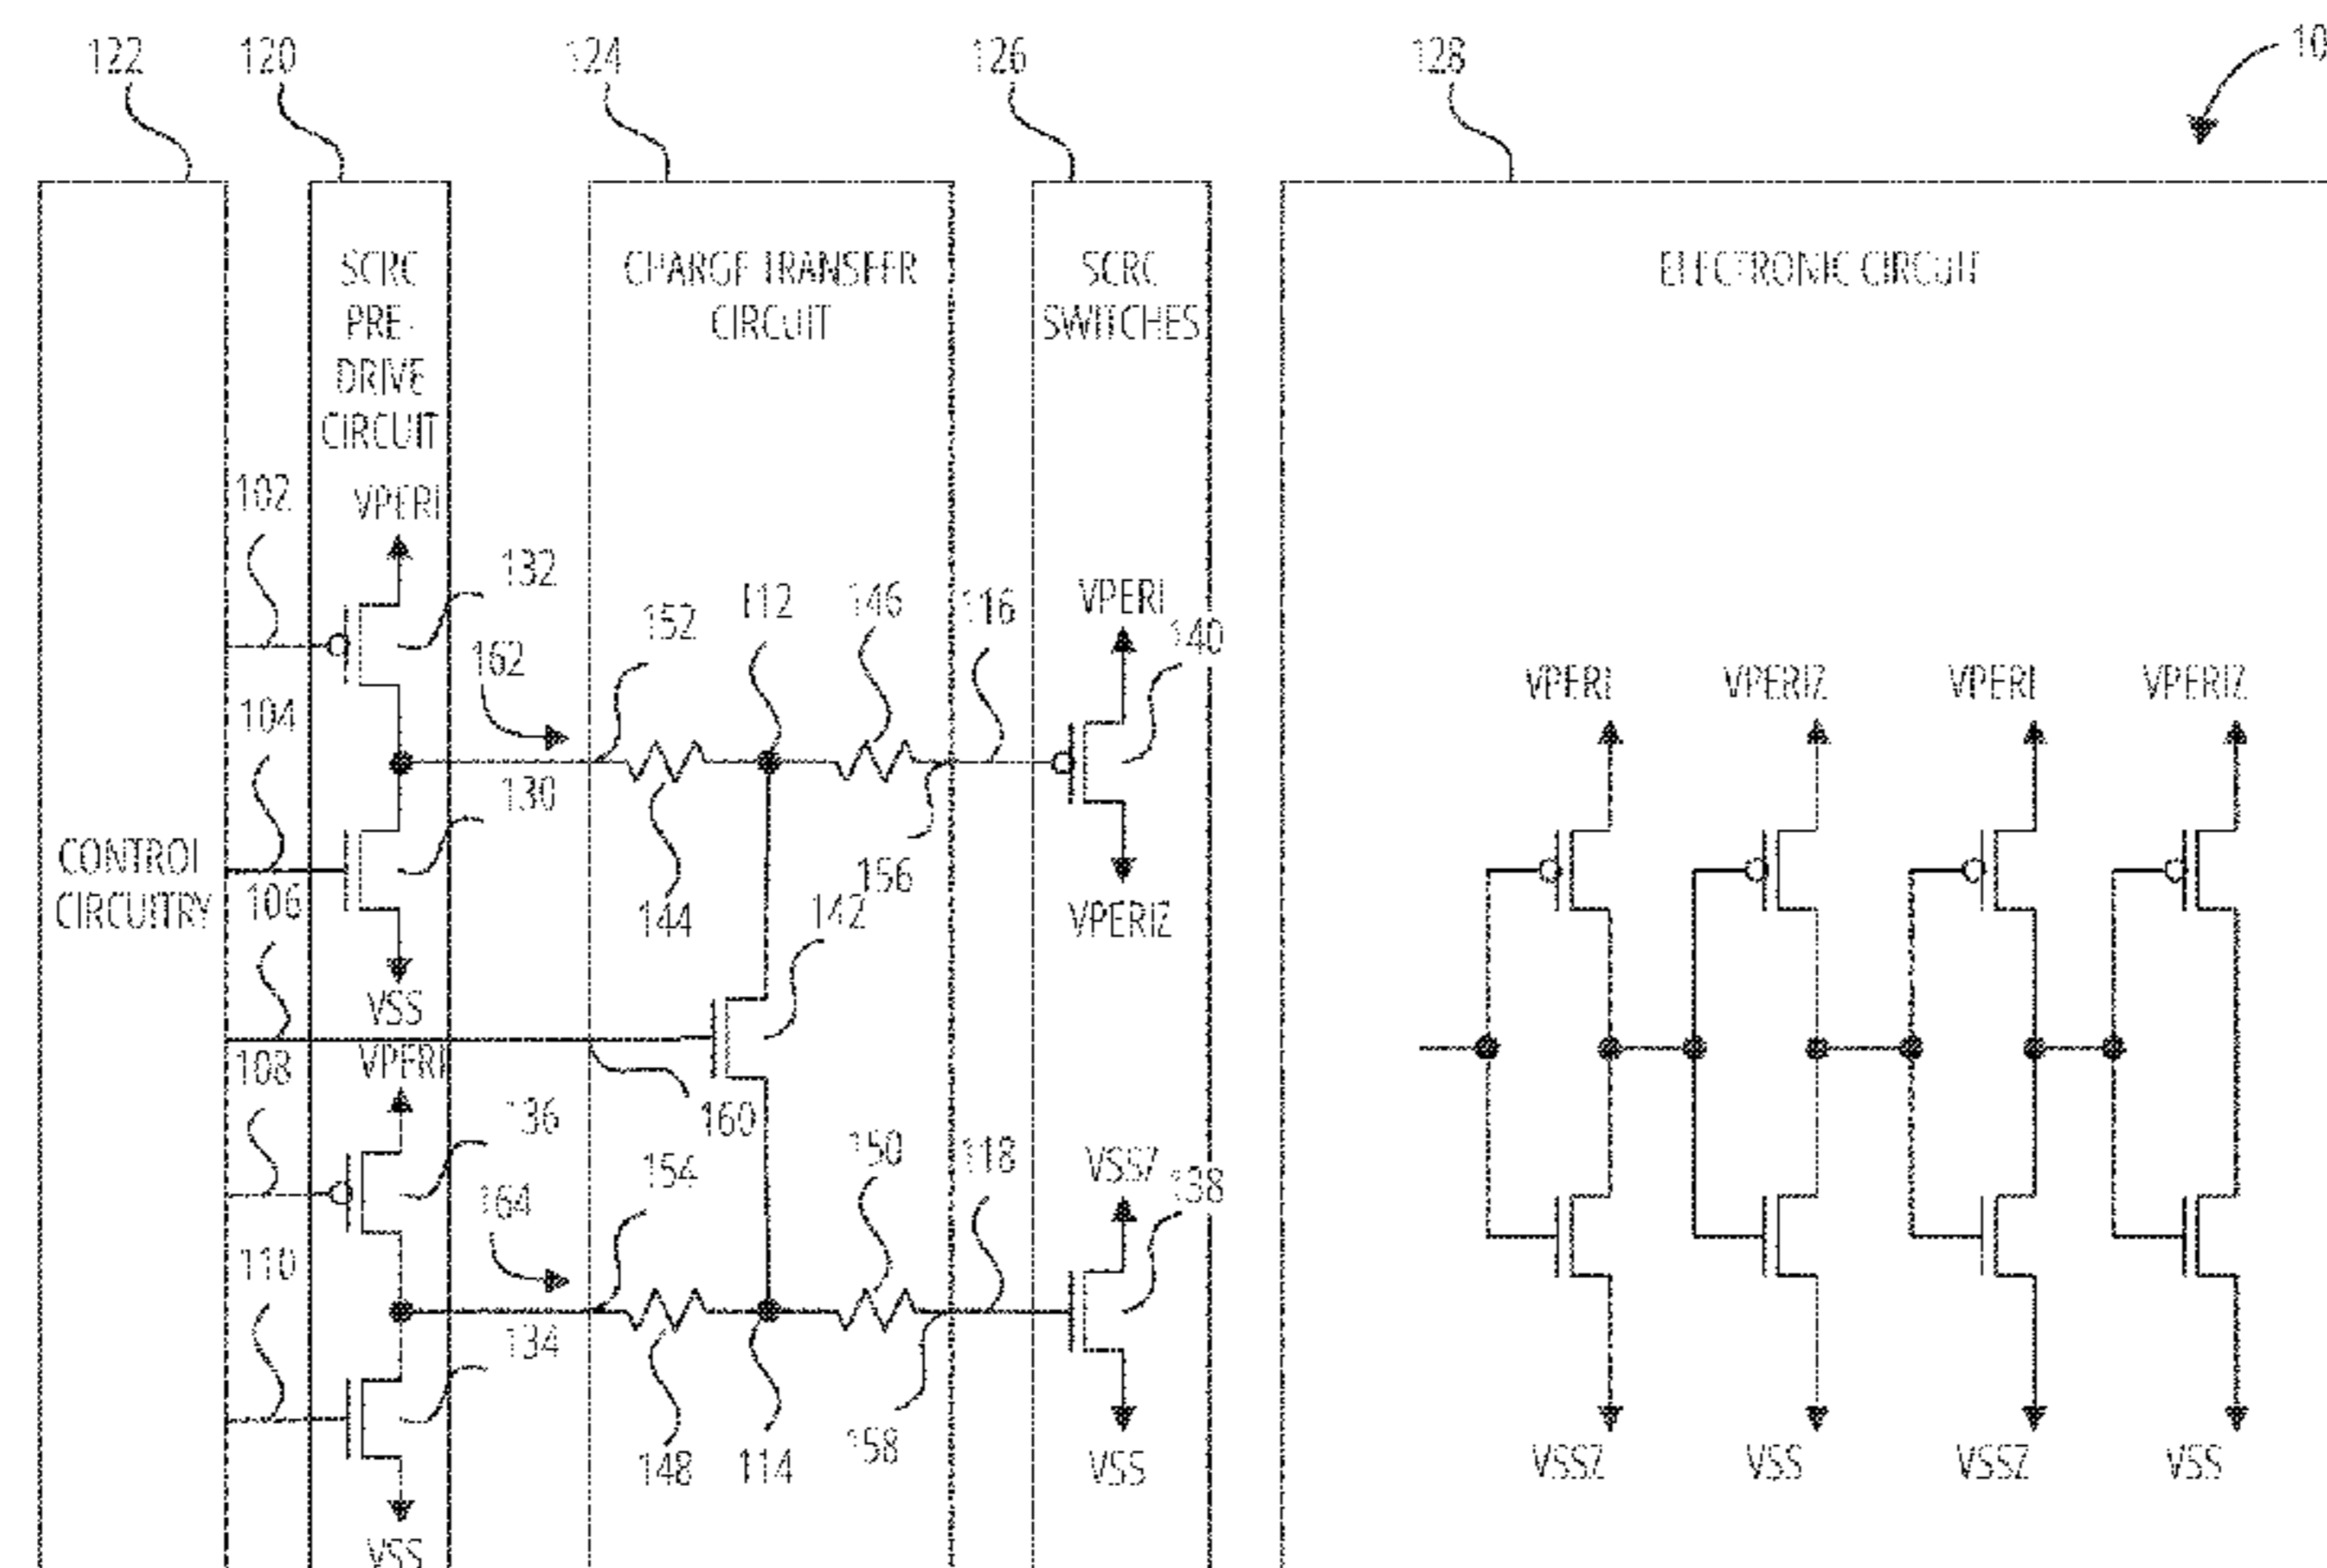 122 120 124 126 128 10
SCRC
PRE-
DRIVE
CIRCUIT
CHARGE TRANSFER
CIRCUIT
SCRC
SWITCHES
ELECTRONIC CIRCUIT
102
VPERI
132
162
152
112
146
116
VPERI
140
104
130
CONTROL
CIRCUITRY
106
144
142
156
VPERIZ
VSS
108
VPERI
136
160
164
154
150
118
VSSZ
138
110
134
148
114
158
VSS
VSS
VPERI VPERIZ VPERI VPERIZ
VSSZ VSS VSSZ VSS